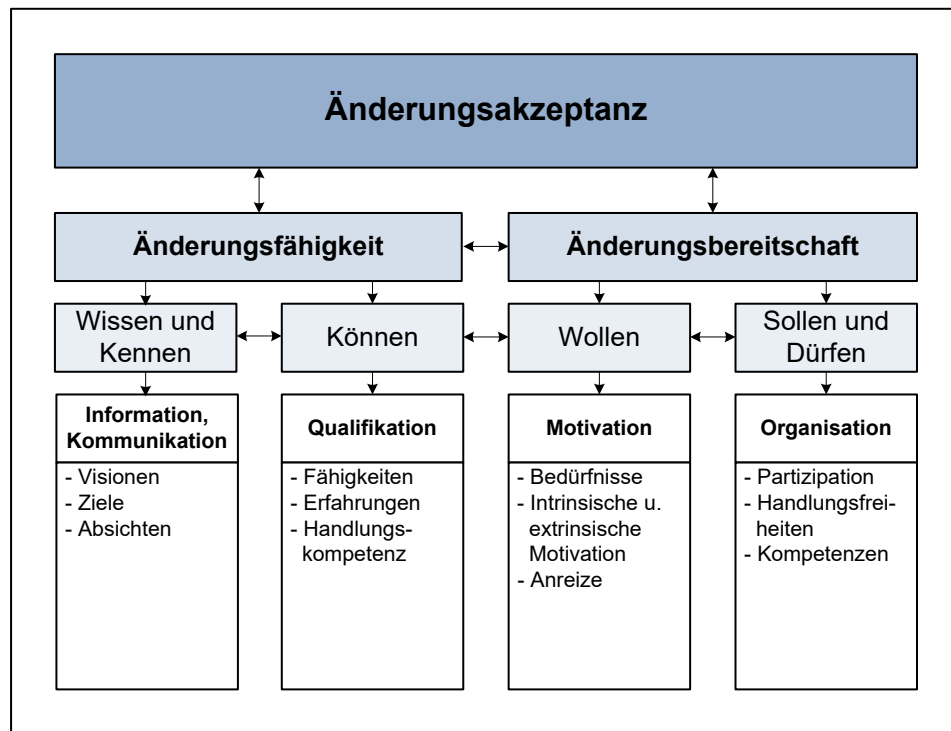 Änderungsakzeptanz
Änderungsfähigkeit
Änderungsbereitschaft
Wissen und
Kennen
Können
Wollen
Sollen und
Dürfen
Information,
Kommunikation
- Visionen
- Ziele
- Absichten
Qualifikation
- Fähigkeiten
- Erfahrungen
- Handlungs-
kompetenz
Motivation
- Bedürfnisse
- Intrinsische u.
extrinsische
Motivation
- Anreize
Organisation
- Partizipation
- Handlungsfrei-
heiten
- Kompetenzen